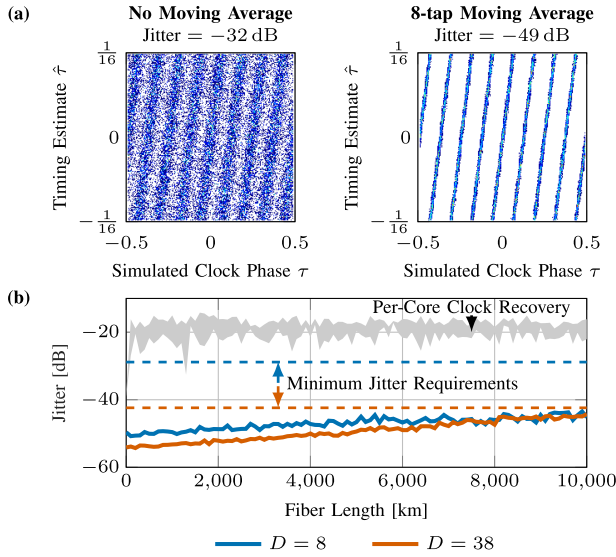 (a)
No Moving Average
Jitter = −32 dB
8-tap Moving Average
Jitter = −49 dB
Timing Estimate τ̂
1/16
0
−1/16
−0.5
0
0.5
Simulated Clock Phase τ
Timing Estimate τ̂
1/16
0
−1/16
−0.5
0
0.5
Simulated Clock Phase τ
(b)
Jitter [dB]
−20
−40
−60
Per-Core Clock Recovery
Minimum Jitter Requirements
0
2,000
4,000
6,000
8,000
10,000
Fiber Length [km]
D = 8
D = 38